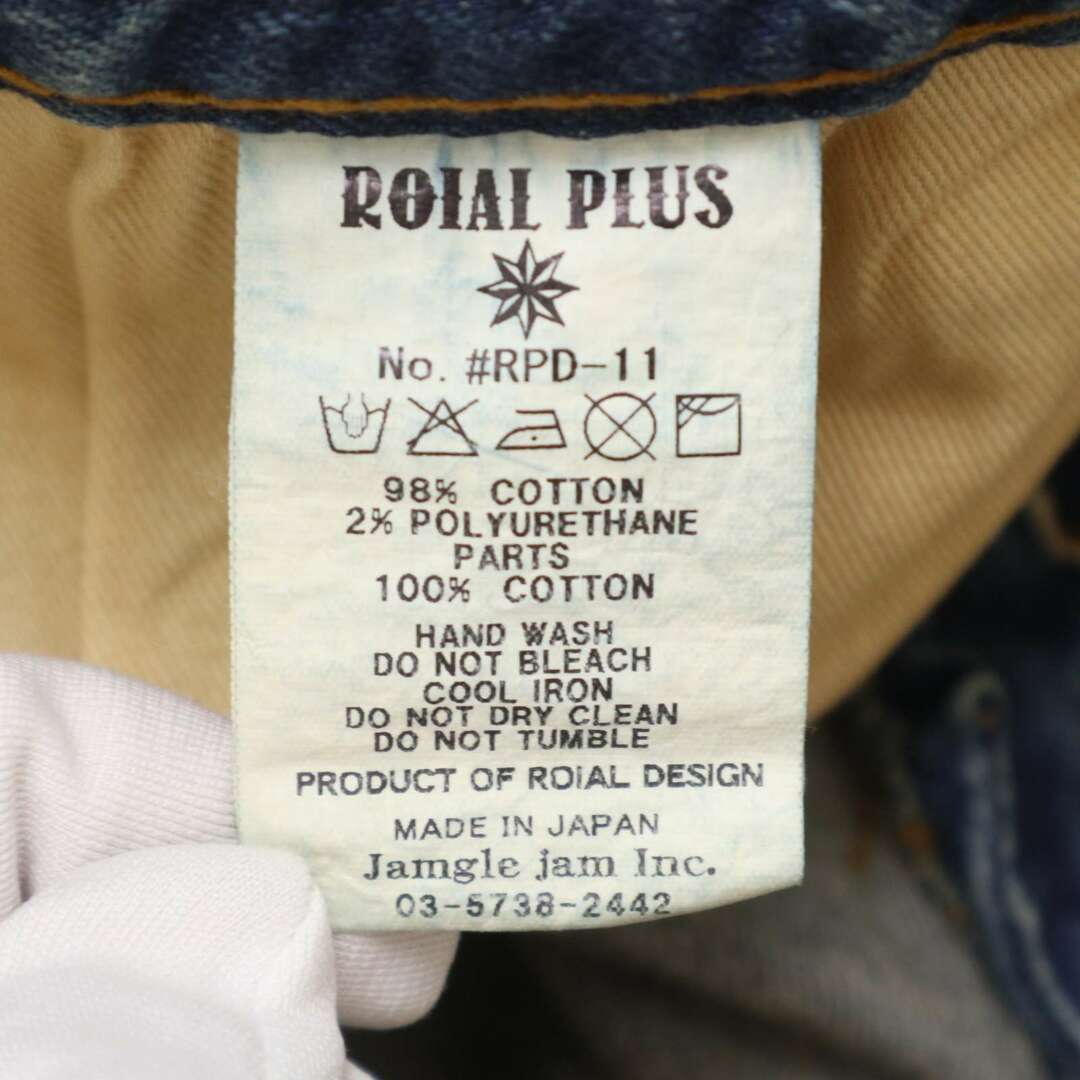 ROIAL PLUS
No. #RPD-11
98% COTTON
2% POLYURETHANE
PARTS
100% COTTON
HAND WASH
DO NOT BLEACH
COOL IRON
DO NOT DRY CLEAN
DO NOT TUMBLE
PRODUCT OF ROIAL DESIGN
MADE IN JAPAN
Jamgle jam Inc.
03-5738-2442